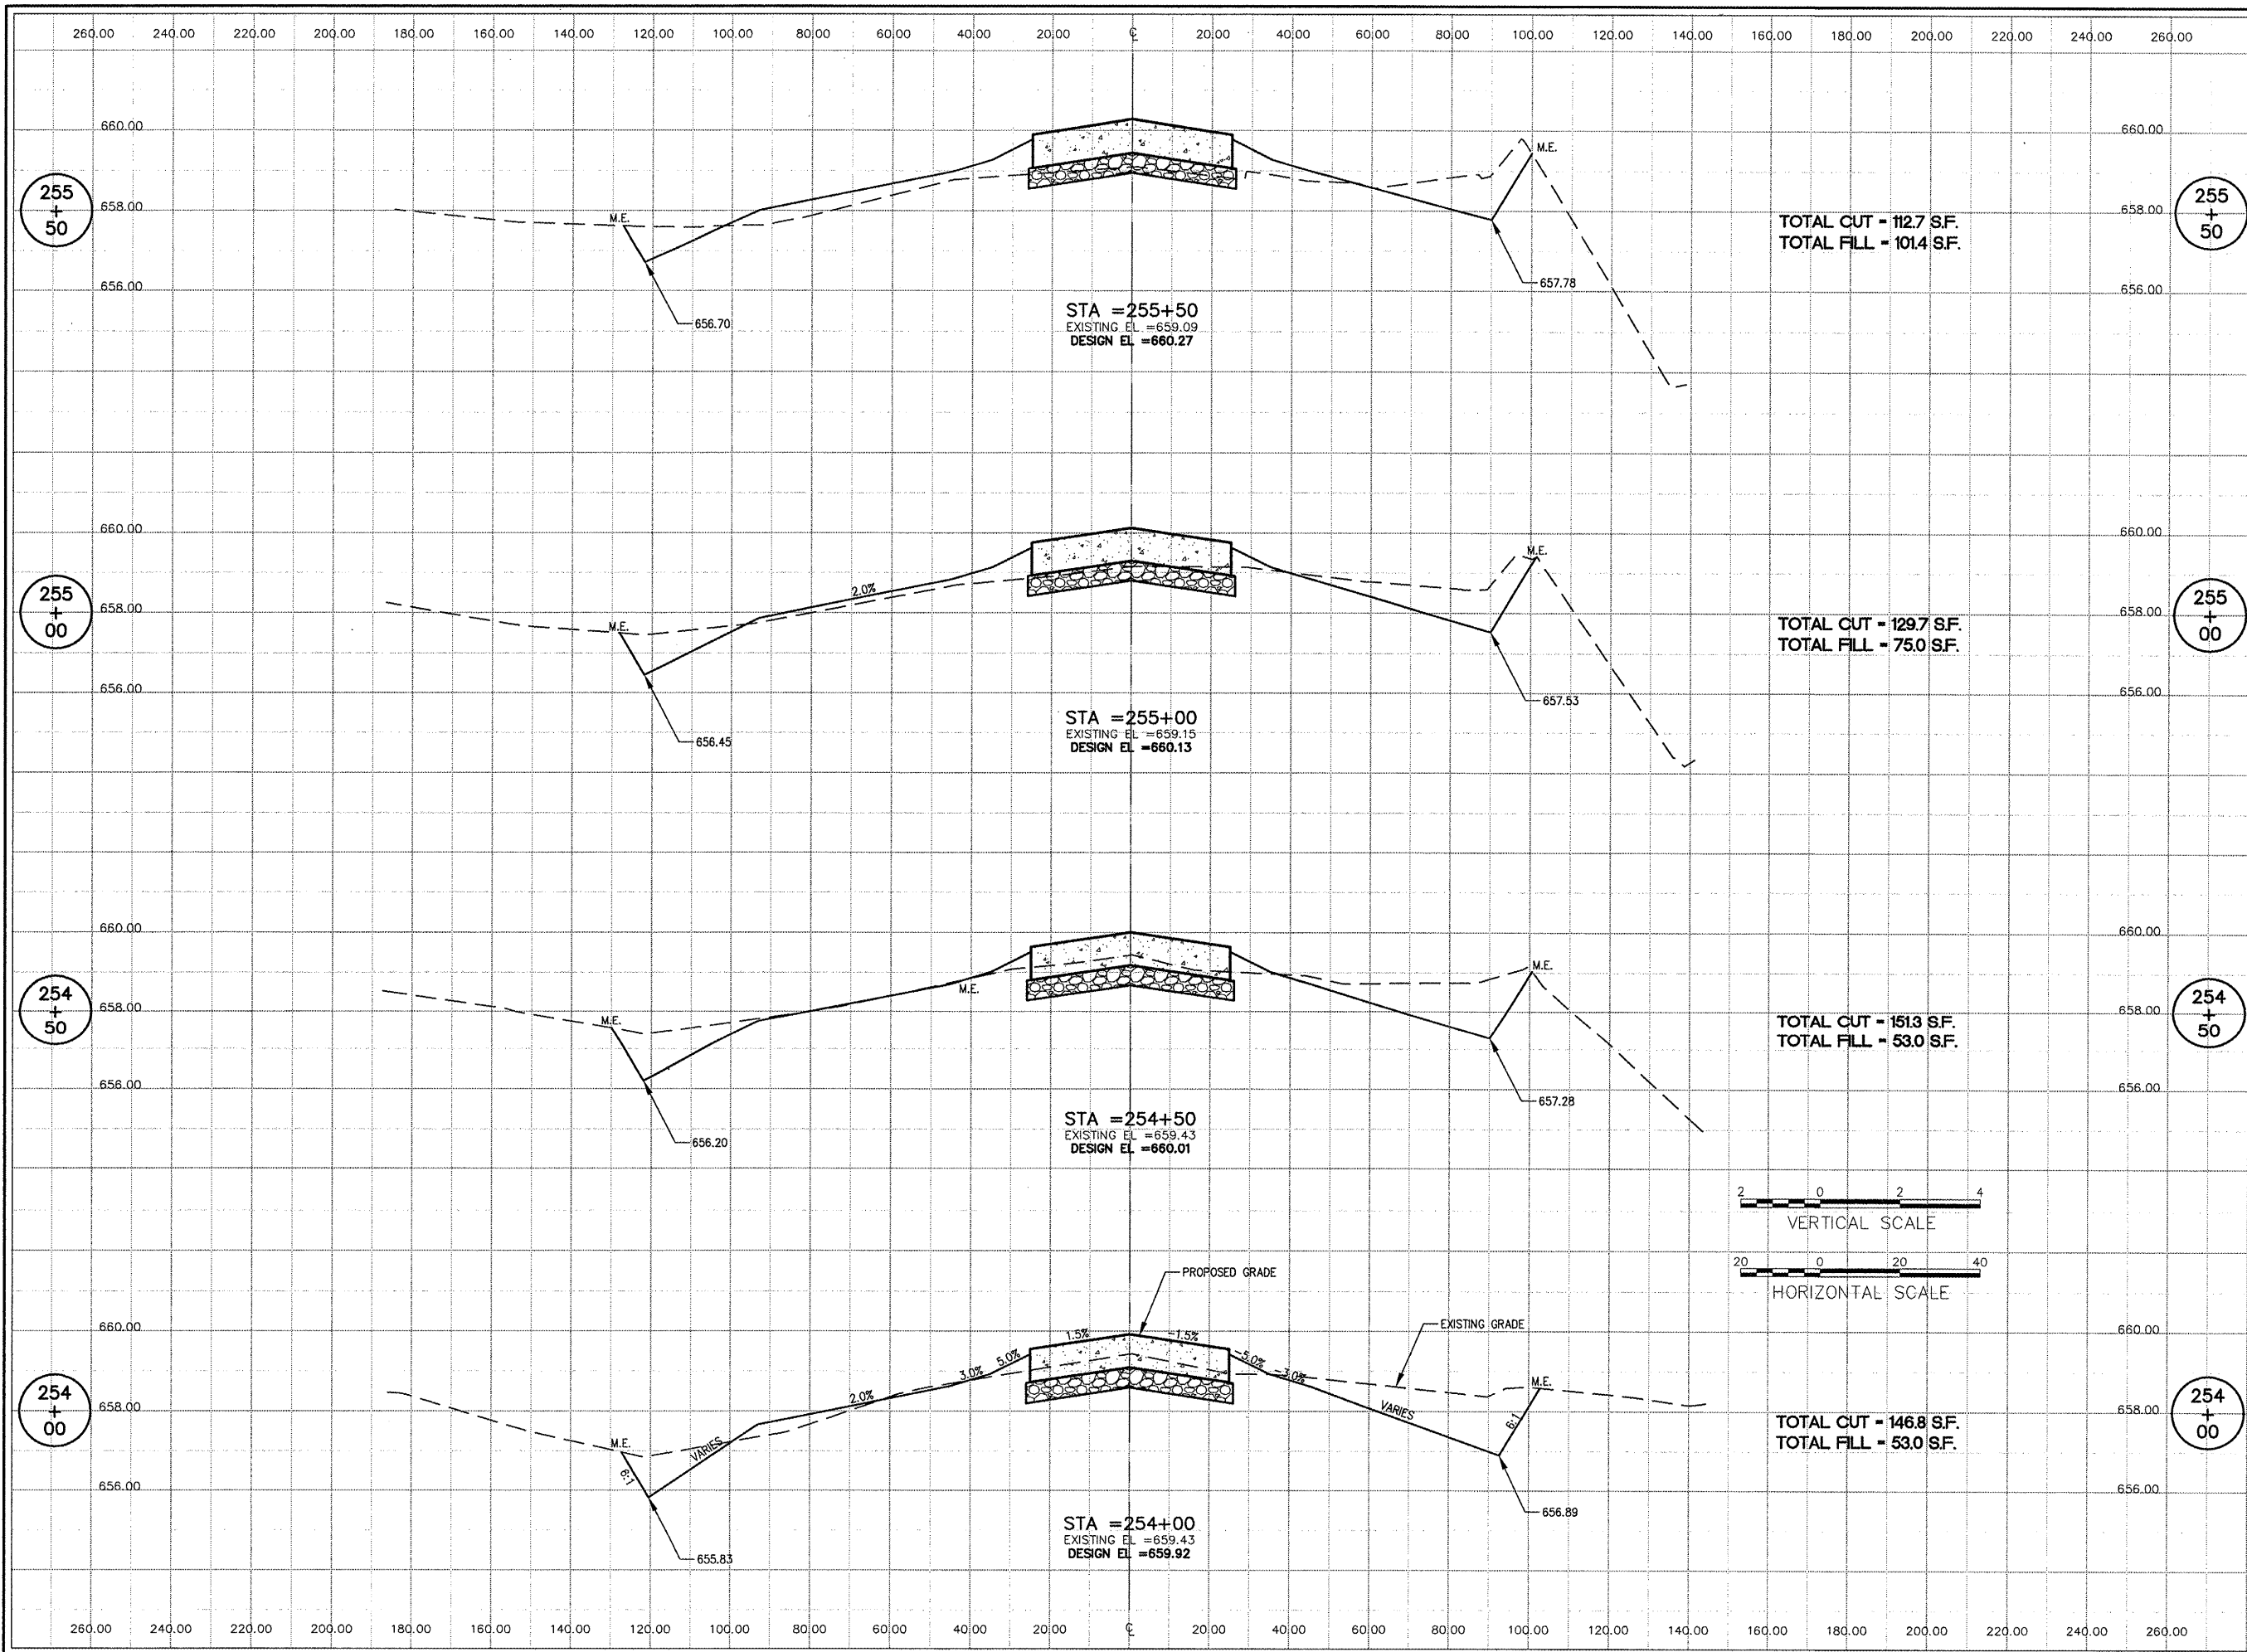 260.00 240.00 220.00 200.00 180.00 160.00 140.00 120.00 100.00 80.00 60.00 40.00 20.00 ℄ 20.00 40.00 60.00 80.00 100.00 120.00 140.00 160.00 180.00 200.00 220.00 240.00 260.00
660.00 660.00
M.E.
255 + 50
658.00 M.E. 658.00
255 + 50
TOTAL CUT = 112.7 S.F.
TOTAL FILL = 101.4 S.F.
656.00 657.78 656.00
656.70
STA =255+50
EXISTING EL =659.09
DESIGN EL =660.27
660.00 660.00
M.E.
2.0%
255 + 00
658.00 M.E. 658.00
255 + 00
TOTAL CUT = 129.7 S.F.
TOTAL FILL = 75.0 S.F.
656.00 657.53 656.00
656.45
STA =255+00
EXISTING EL =659.15
DESIGN EL =660.13
660.00 660.00
M.E.
M.E.
254 + 50
658.00 M.E. 658.00
254 + 50
TOTAL CUT = 151.3 S.F.
TOTAL FILL = 53.0 S.F.
656.00 657.28 656.00
656.20
STA =254+50
EXISTING EL =659.43
DESIGN EL =660.01
2 0 2 4
VERTICAL SCALE
20 0 20 40
HORIZONTAL SCALE
PROPOSED GRADE
EXISTING GRADE
660.00 1.5% -1.5% 660.00
2.0% 3.0% 5.0% -5.0% -3.0% M.E.
254 + 00
658.00 VARIES 658.00
254 + 00
TOTAL CUT = 146.8 S.F.
TOTAL FILL = 53.0 S.F.
M.E. 6:1 VARIES 6:1
656.00 656.89 656.00
655.83
STA =254+00
EXISTING EL =659.43
DESIGN EL =659.92
260.00 240.00 220.00 200.00 180.00 160.00 140.00 120.00 100.00 80.00 60.00 40.00 20.00 ℄ 20.00 40.00 60.00 80.00 100.00 120.00 140.00 160.00 180.00 200.00 220.00 240.00 260.00